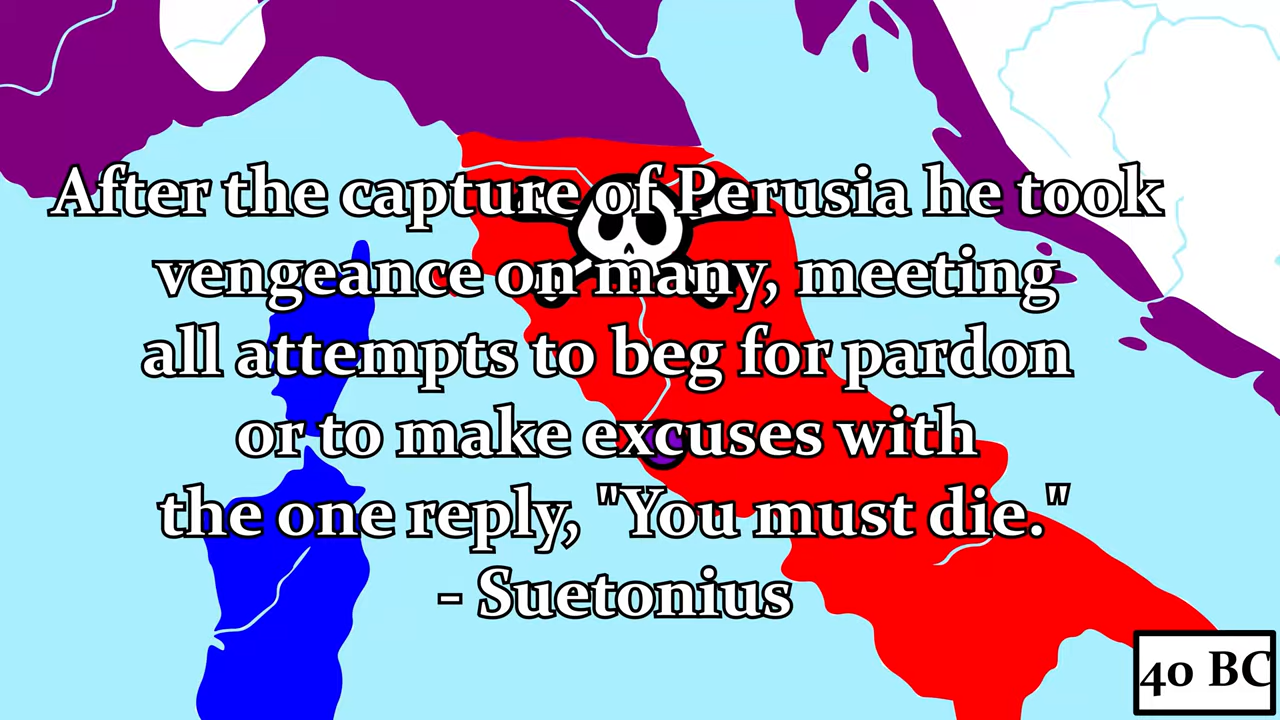 After the capture of Perusia he took
vengeance on many, meeting
all attempts to beg for pardon
or to make excuses with
the one reply, "You must die."
- Suetonius
40 BC